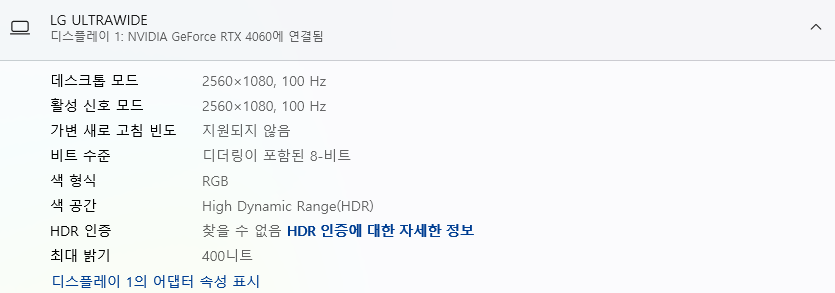 LG ULTRAWIDE
디스플레이 1: NVIDIA GeForce RTX 4060에 연결됨
데스크톱 모드 2560×1080, 100 Hz
활성 신호 모드 2560×1080, 100 Hz
가변 새로 고침 빈도 지원되지 않음
비트 수준 디더링이 포함된 8-비트
색 형식 RGB
색 공간 High Dynamic Range(HDR)
HDR 인증 찾을 수 없음 HDR 인증에 대한 자세한 정보
최대 밝기 400니트
디스플레이 1의 어댑터 속성 표시